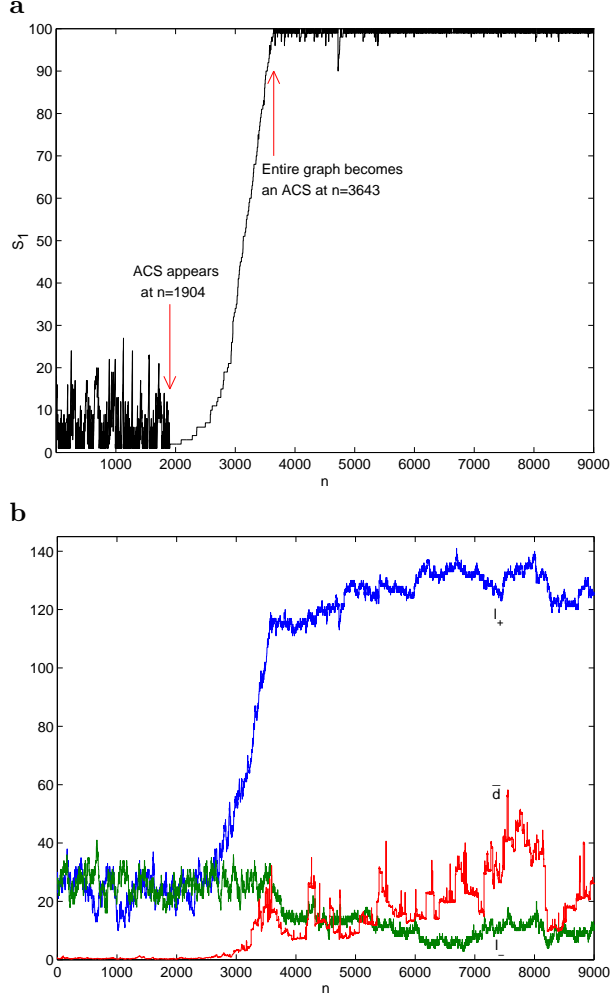 a
100
90
80
70
60
50
40
30
20
10
0
S1
ACS appears
at n=1904
Entire graph becomes
an ACS at n=3643
1000 2000 3000 4000 5000 6000 7000 8000 9000
n
b
140
120
100
80
60
40
20
0
l+
d̄
l-
0 1000 2000 3000 4000 5000 6000 7000 8000 9000
n